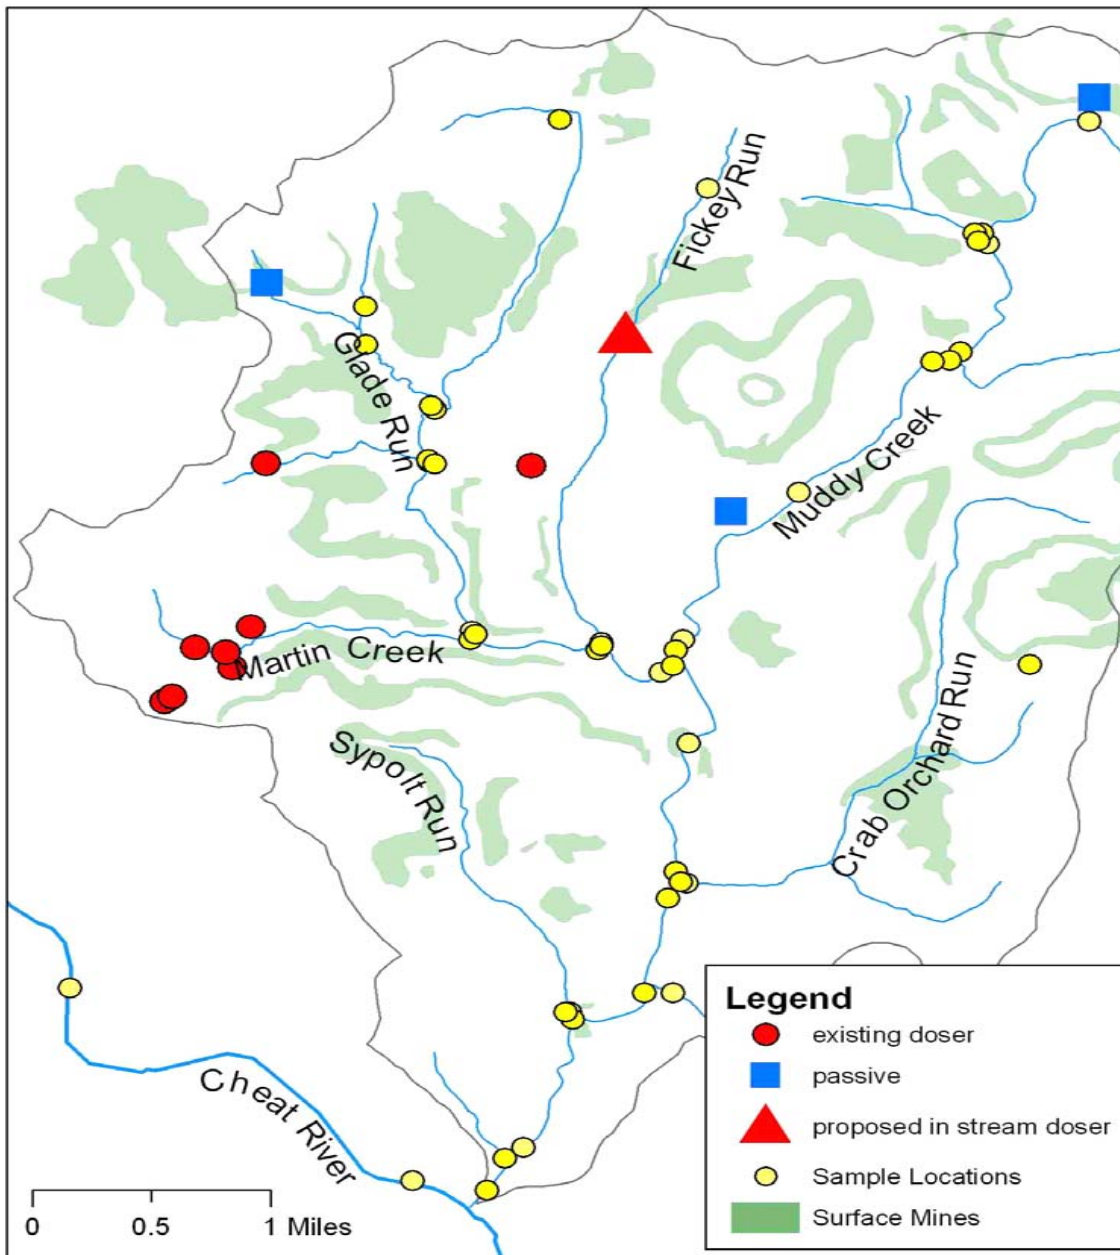 Fickey Run
Glade Run
Muddy Creek
Martin Creek
Sypolt Run
Crab Orchard Run
Cheat River
0 0.5 1 Miles
Legend
existing doser
passive
proposed in stream doser
Sample Locations
Surface Mines